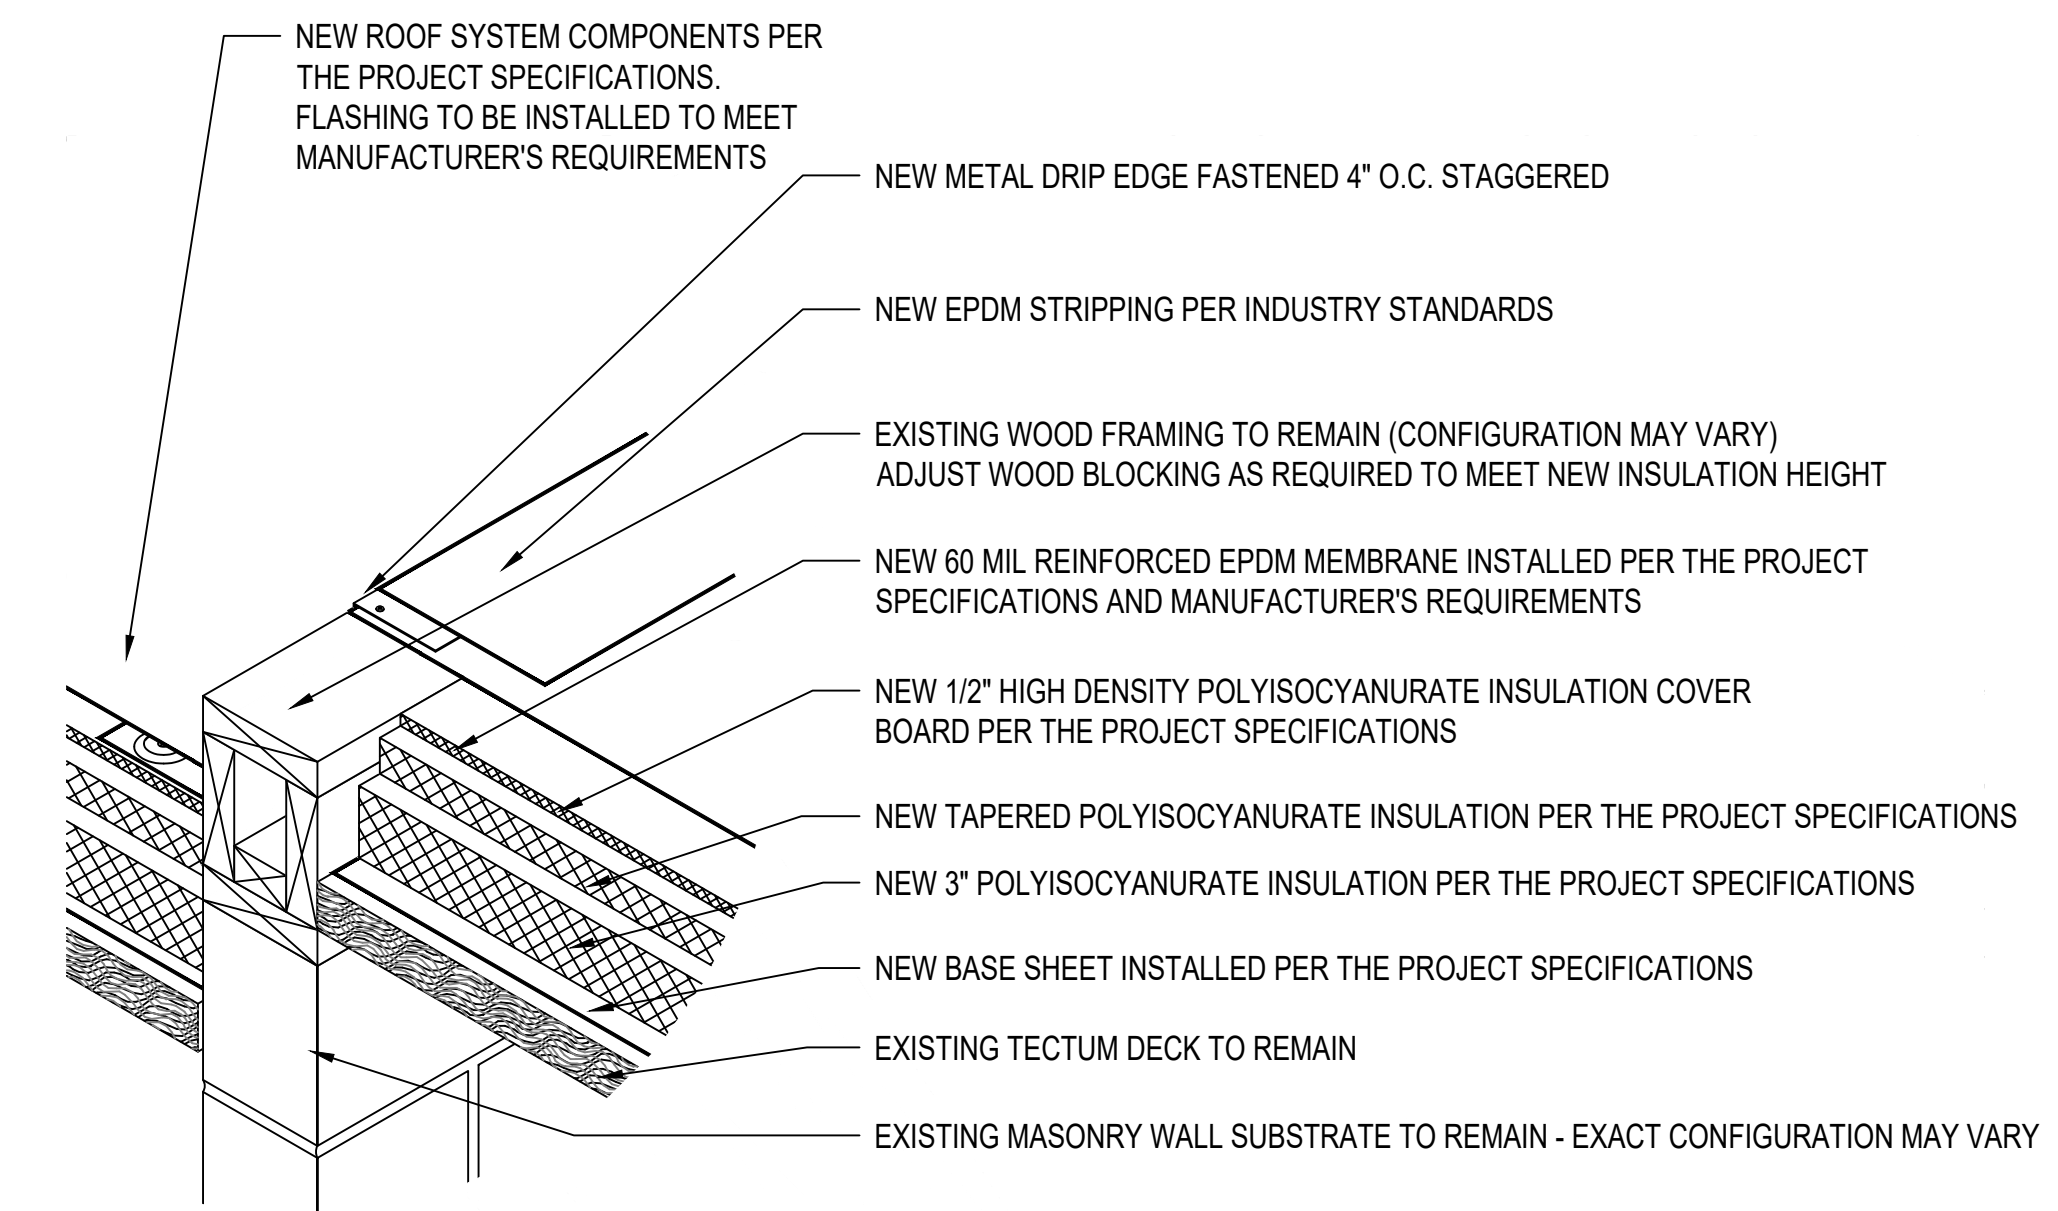 NEW ROOF SYSTEM COMPONENTS PER
THE PROJECT SPECIFICATIONS.
FLASHING TO BE INSTALLED TO MEET
MANUFACTURER'S REQUIREMENTS
NEW METAL DRIP EDGE FASTENED 4" O.C. STAGGERED
NEW EPDM STRIPPING PER INDUSTRY STANDARDS
EXISTING WOOD FRAMING TO REMAIN (CONFIGURATION MAY VARY)
ADJUST WOOD BLOCKING AS REQUIRED TO MEET NEW INSULATION HEIGHT
NEW 60 MIL REINFORCED EPDM MEMBRANE INSTALLED PER THE PROJECT
SPECIFICATIONS AND MANUFACTURER'S REQUIREMENTS
NEW 1/2" HIGH DENSITY POLYISOCYANURATE INSULATION COVER
BOARD PER THE PROJECT SPECIFICATIONS
NEW TAPERED POLYISOCYANURATE INSULATION PER THE PROJECT SPECIFICATIONS
NEW 3" POLYISOCYANURATE INSULATION PER THE PROJECT SPECIFICATIONS
NEW BASE SHEET INSTALLED PER THE PROJECT SPECIFICATIONS
EXISTING TECTUM DECK TO REMAIN
EXISTING MASONRY WALL SUBSTRATE TO REMAIN - EXACT CONFIGURATION MAY VARY